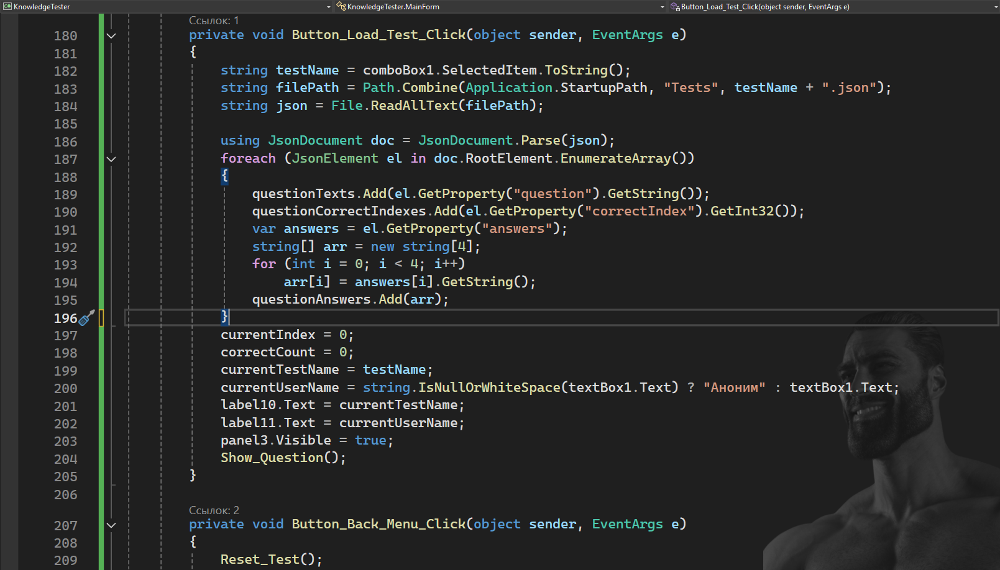 KnowledgeTester KnowledgeTester.MainForm Button_Load_Test_Click(object sender, EventArgs e)
Ссылок: 1
180 private void Button_Load_Test_Click(object sender, EventArgs e)
181 {
182 string testName = comboBox1.SelectedItem.ToString();
183 string filePath = Path.Combine(Application.StartupPath, "Tests", testName + ".json");
184 string json = File.ReadAllText(filePath);
185
186 using JsonDocument doc = JsonDocument.Parse(json);
187 foreach (JsonElement el in doc.RootElement.EnumerateArray())
188 {
189 questionTexts.Add(el.GetProperty("question").GetString());
190 questionCorrectIndexes.Add(el.GetProperty("correctIndex").GetInt32());
191 var answers = el.GetProperty("answers");
192 string[] arr = new string[4];
193 for (int i = 0; i < 4; i++)
194 arr[i] = answers[i].GetString();
195 questionAnswers.Add(arr);
196 }
197 currentIndex = 0;
198 correctCount = 0;
199 currentTestName = testName;
200 currentUserName = string.IsNullOrWhiteSpace(textBox1.Text) ? "Аноним" : textBox1.Text;
201 label10.Text = currentTestName;
202 label11.Text = currentUserName;
203 panel3.Visible = true;
204 Show_Question();
205 }
206
Ссылок: 2
207 private void Button_Back_Menu_Click(object sender, EventArgs e)
208 {
209 Reset_Test();